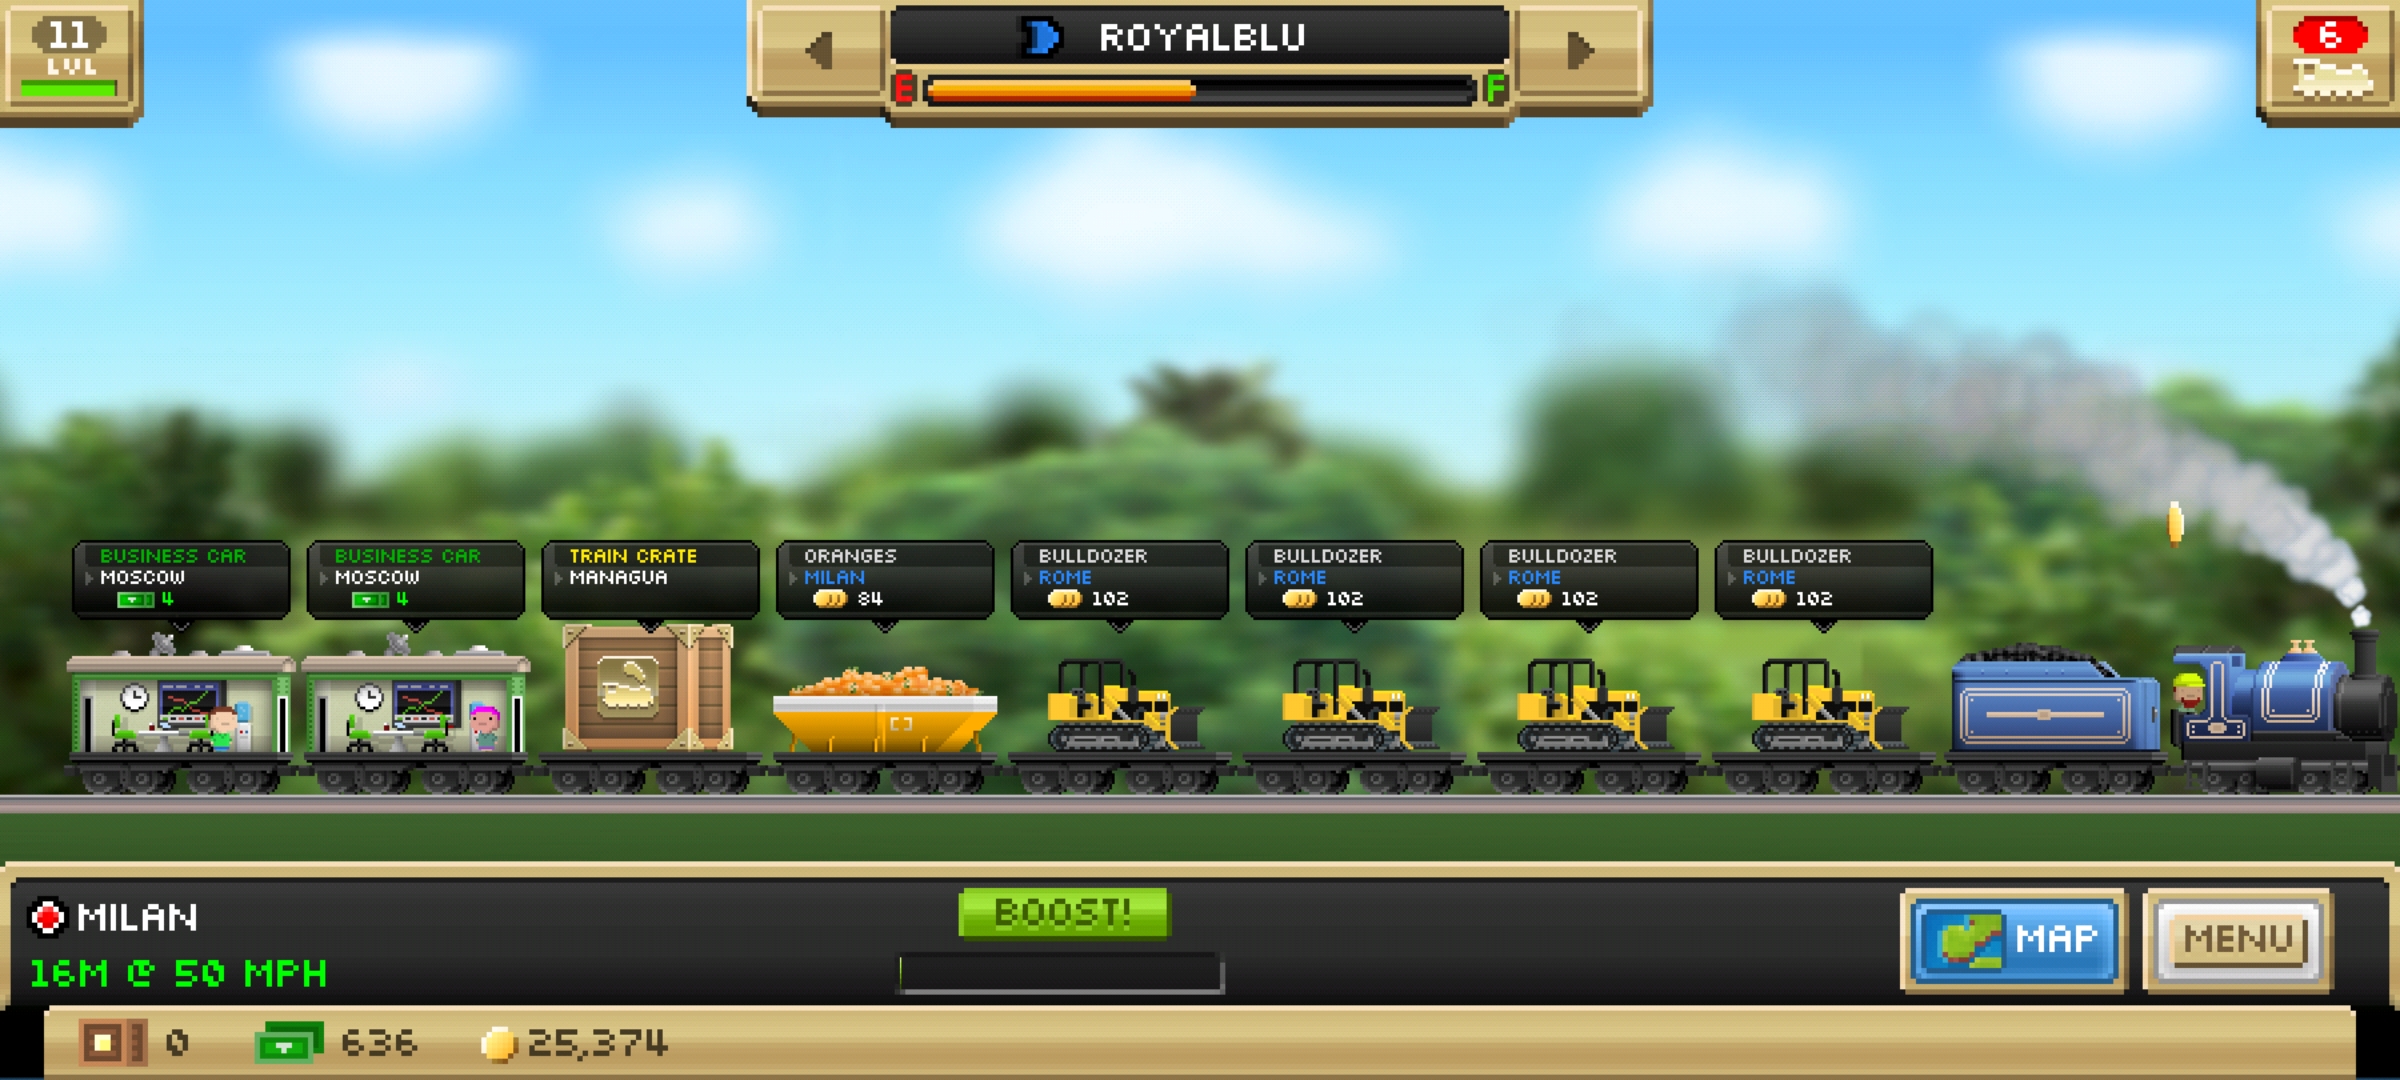 11
LVL
ROYALBLU
E
F
6
BUSINESS CAR
MOSCOW
4
BUSINESS CAR
MOSCOW
4
TRAIN CRATE
MANAGUA
ORANGES
MILAN
84
BULLDOZER
ROME
102
BULLDOZER
ROME
102
BULLDOZER
ROME
102
BULLDOZER
ROME
102
MILAN
16M @ 50 MPH
BOOST!
MAP
MENU
0
636
25,374